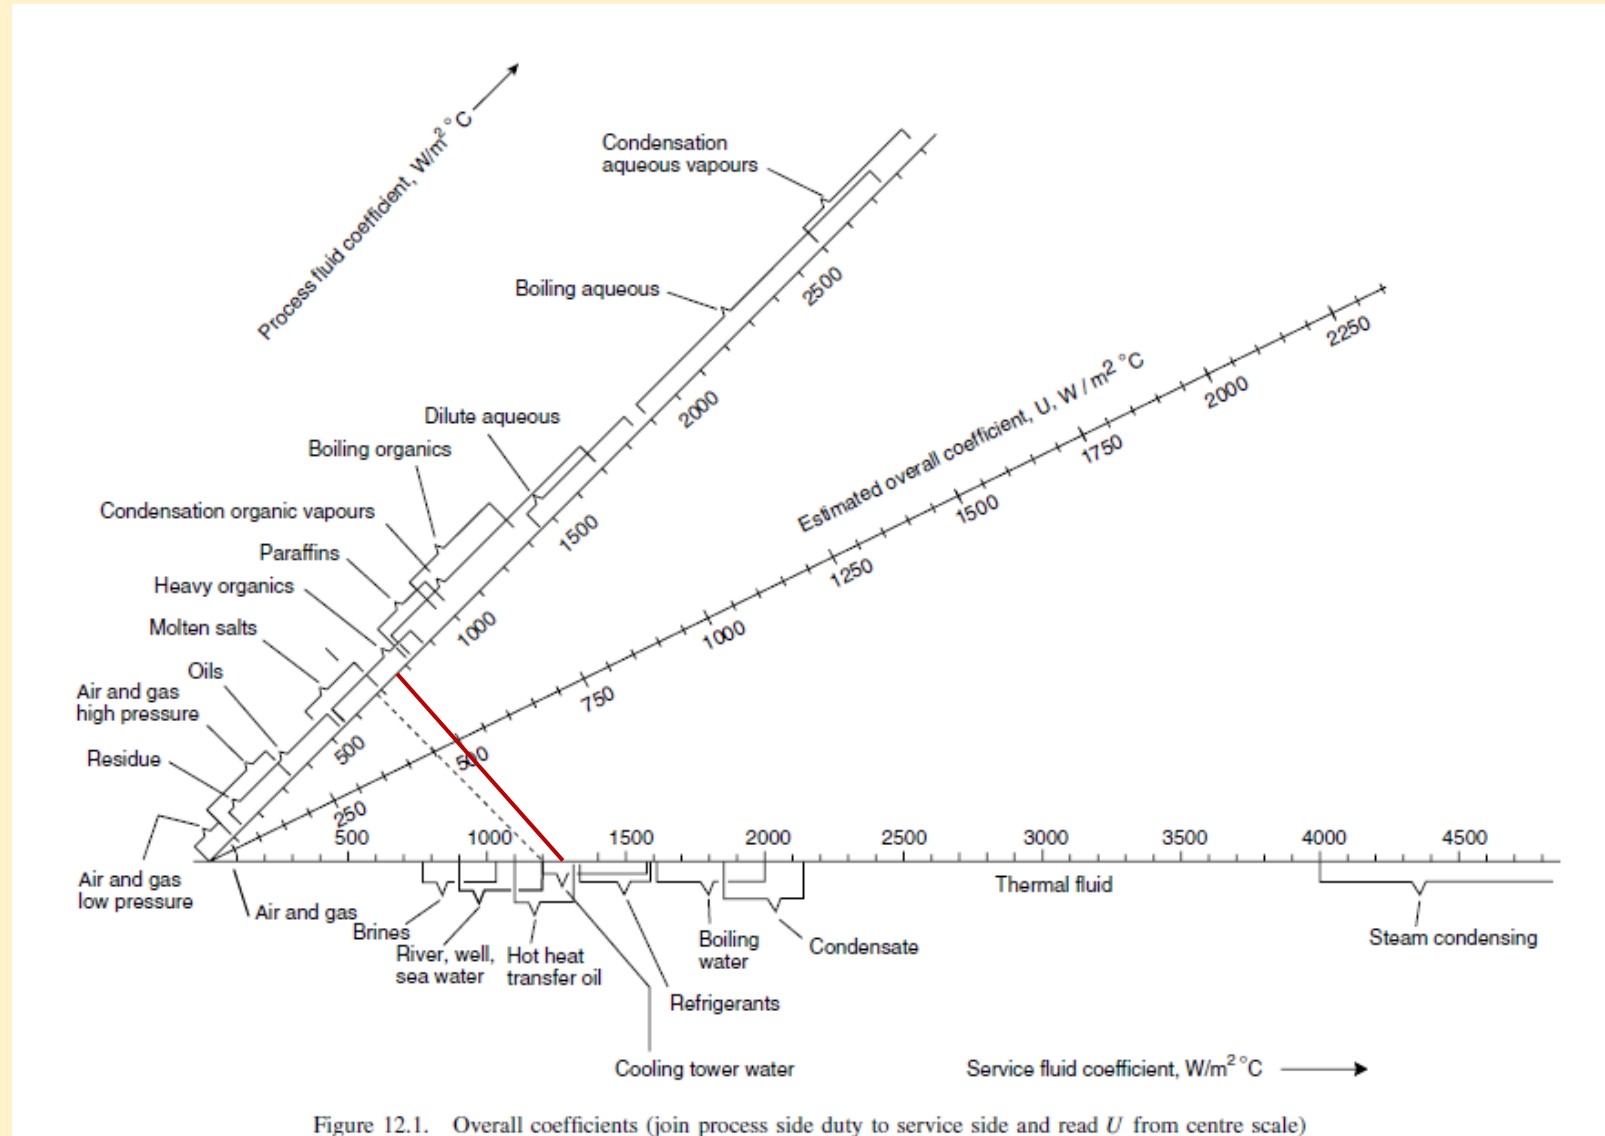 Process fluid coefficient, W/m² °C
Condensation
aqueous vapours
Boiling aqueous
Dilute aqueous
Boiling organics
Condensation organic vapours
Paraffins
Heavy organics
Molten salts
Oils
Air and gas
high pressure
Residue
Air and gas
low pressure
500
1000
1500
2000
2500
Estimated overall coefficient, U, W / m² °C
250
500
750
1000
1250
1500
1750
2000
2250
500
1000
1500
2000
2500
3000
3500
4000
4500
Thermal fluid
Air and gas
Brines
River, well,
sea water
Hot heat
transfer oil
Boiling
water
Condensate
Refrigerants
Cooling tower water
Steam condensing
Service fluid coefficient, W/m² °C
Figure 12.1. Overall coefficients (join process side duty to service side and read U from centre scale)